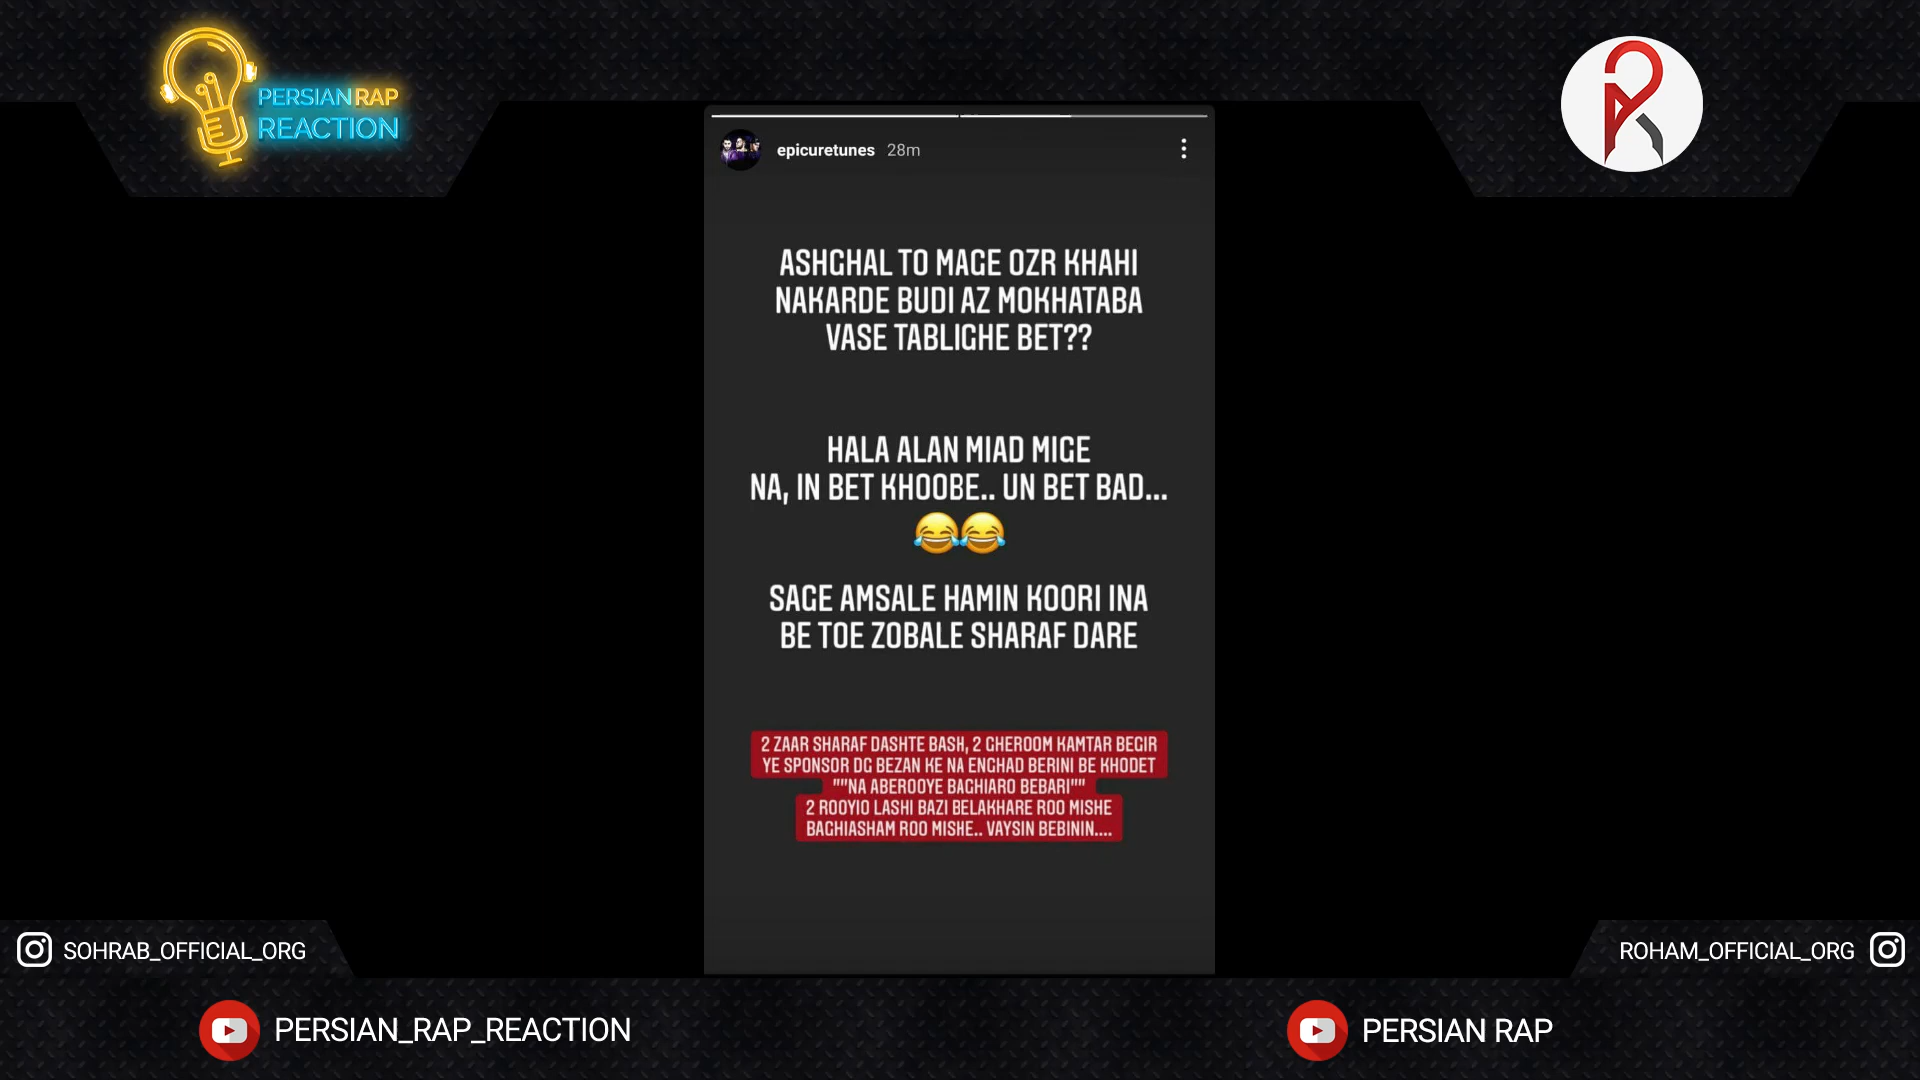 PERSIAN RAP
REACTION
epicuretunes 28m
ASHGHAL TO MAGE OZR KHAHI
NAKARDE BUDI AZ MOKHATABA
VASE TABLIGHE BET??
HALA ALAN MIAD MIGE
NA, IN BET KHOOBE.. UN BET BAD...
😂😂
SAGE AMSALE HAMIN KOORI INA
BE TOE ZOBALE SHARAF DARE
2 ZAAR SHARAF DASHTE BASH, 2 GHEROOM KAMTAR BEGIR
YE SPONSOR DG BEZAN KE NA ENGHAD BERINI BE KHODET
""NA ABEROOYE BAGHIARO BEBARI""
2 ROOYIO LASHI BAZI BELAKHARE ROO MISHE
BAGHIASHAM ROO MISHE.. VAYSIN BEBININ....
SOHRAB_OFFICIAL_ORG
ROHAM_OFFICIAL_ORG
PERSIAN_RAP_REACTION
PERSIAN RAP